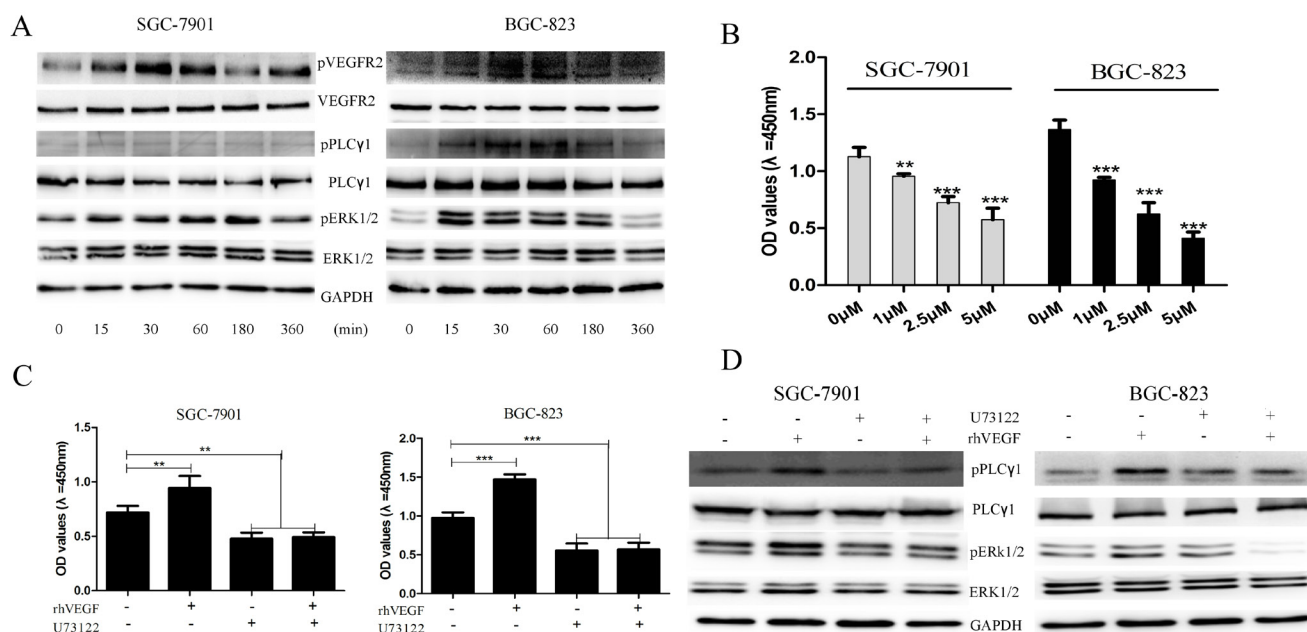 A
SGC-7901
BGC-823
pVEGFR2
VEGFR2
pPLCγ1
PLCγ1
pERK1/2
ERK1/2
GAPDH
0 15 30 60 180 360 (min) 0 15 30 60 180 360
B
SGC-7901
BGC-823
OD values (λ =450nm)
2.0
1.5
1.0
0.5
0.0
** *** *** *** *** ***
0μM 1μM 2.5μM 5μM 0μM 1μM 2.5μM 5μM
C
SGC-7901
OD values (λ =450nm)
1.5
1.0
0.5
0.0
**
**
rhVEGF - + - +
U73122 - - + +
BGC-823
OD values (λ =450nm)
2.0
1.5
1.0
0.5
0.0
***
***
rhVEGF - + - +
U73122 - - + +
D
SGC-7901
BGC-823
- - + + U73122 - - + +
- + - + rhVEGF - + - +
pPLCγ1
PLCγ1
pERk1/2
ERK1/2
GAPDH